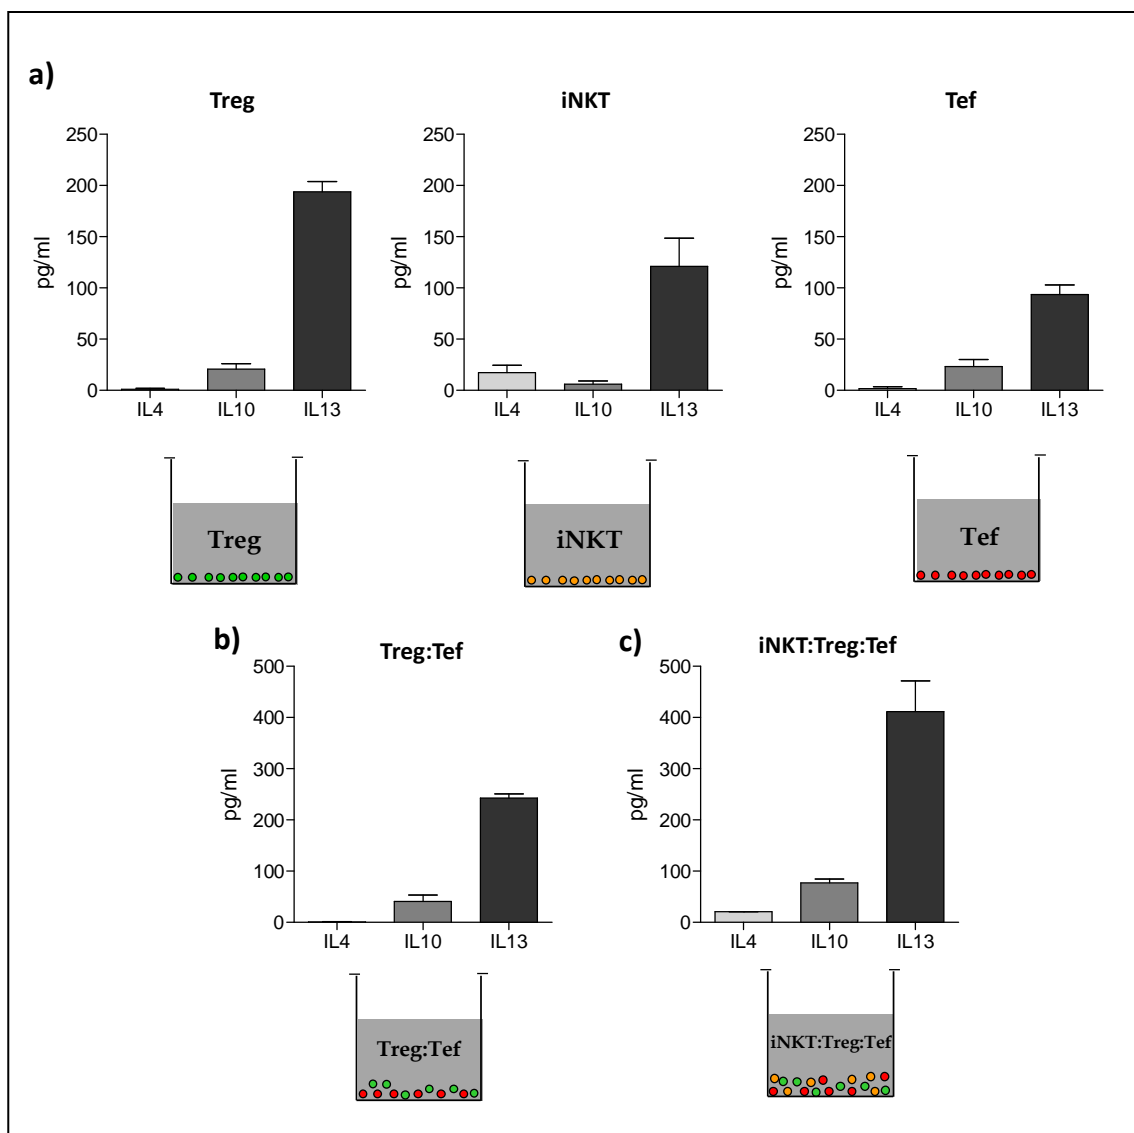 a)
Treg
iNKT
Tef
250
200
150
100
50
0
pg/ml
IL4
IL10
IL13
250
200
150
100
50
0
pg/ml
IL4
IL10
IL13
250
200
150
100
50
0
pg/ml
IL4
IL10
IL13
Treg
iNKT
Tef
b)
Treg:Tef
500
400
300
200
100
0
pg/ml
IL4
IL10
IL13
Treg:Tef
c)
iNKT:Treg:Tef
500
400
300
200
100
0
pg/ml
IL4
IL10
IL13
iNKT:Treg:Tef